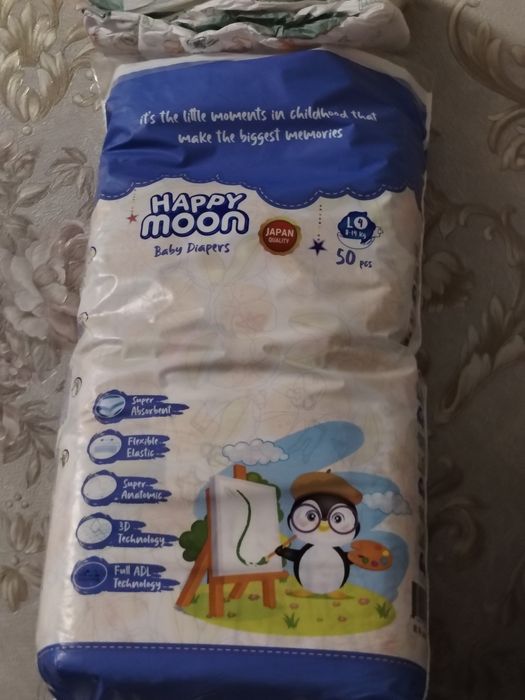 it's the little moments in childhood that
make the biggest memories
HAPPY
moon
Baby Diapers
JAPAN
QUALITY
L 4
50 pcs
Super
Absorbent
Flexible
Elastic
Super
Anatomic
3D
Technology
Full ADL
Technology